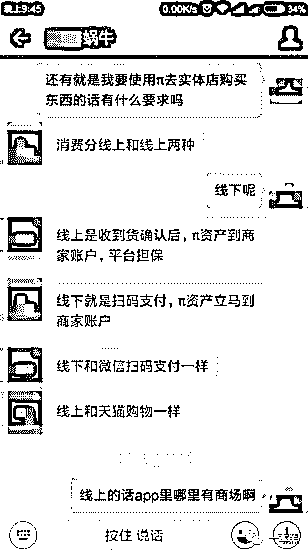 晚上9:45
0.00K/s
34%
蜗牛
还有就是我要使用π去实体店购买
东西的话有什么要求吗
消费分线上和线上两种
线下呢
线上是收到货确认后，π资产到商
家账户，平台担保
线下就是扫码支付，π资产立马到
商家账户
线下和微信扫码支付一样
线上和天猫购物一样
线上的话app里哪里有商场啊
按住 说话